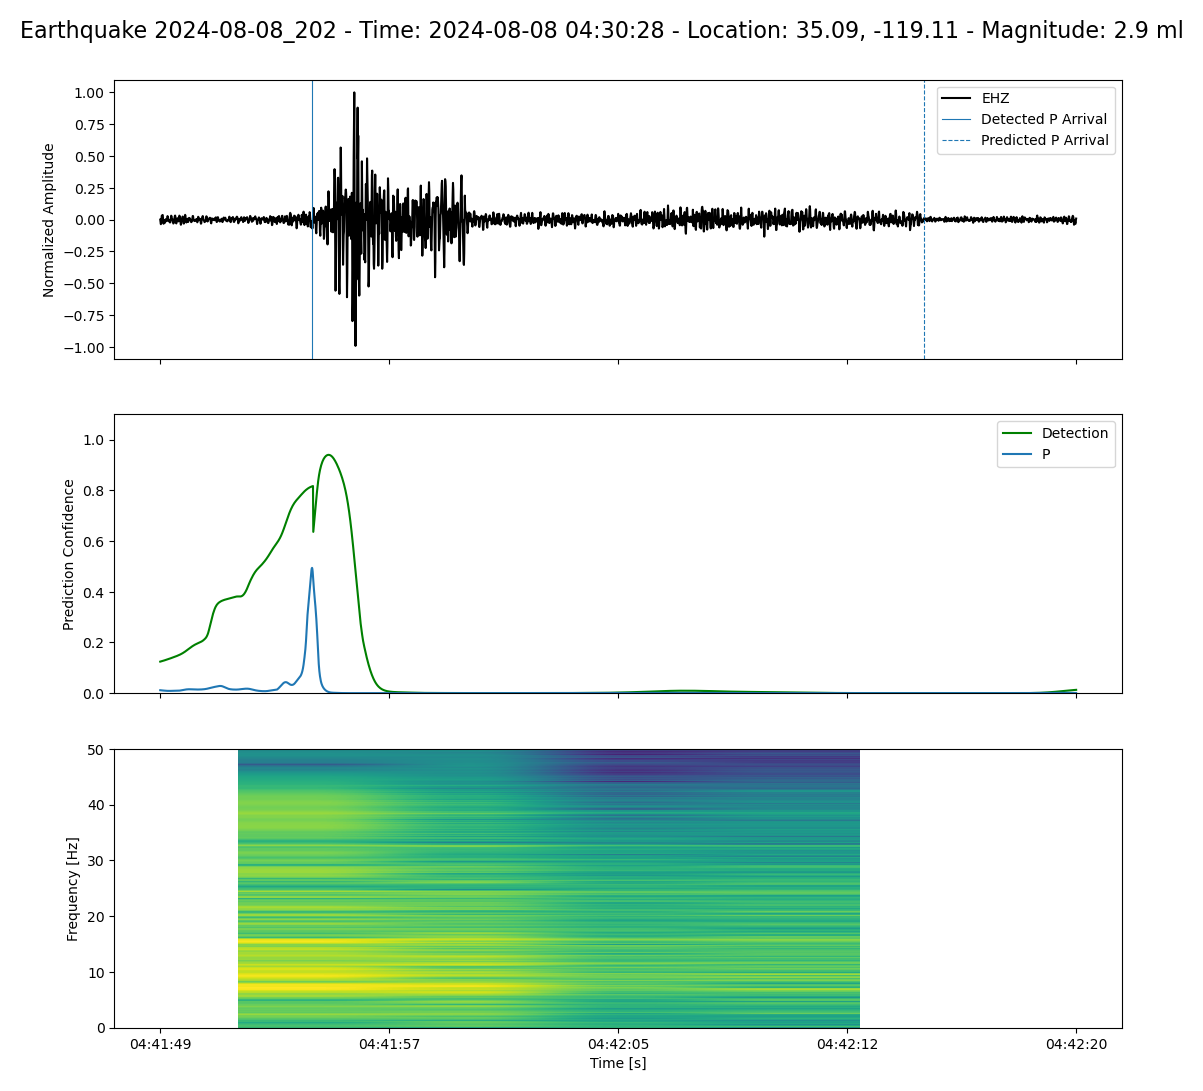 Earthquake 2024-08-08_202 - Time: 2024-08-08 04:30:28 - Location: 35.09, -119.11 - Magnitude: 2.9 ml
Normalized Amplitude
1.00
0.75
0.50
0.25
0.00
−0.25
−0.50
−0.75
−1.00
EHZ
Detected P Arrival
Predicted P Arrival
Prediction Confidence
1.0
0.8
0.6
0.4
0.2
0.0
Detection
P
Frequency [Hz]
50
40
30
20
10
0
04:41:49 04:41:57 04:42:05 04:42:12 04:42:20
Time [s]